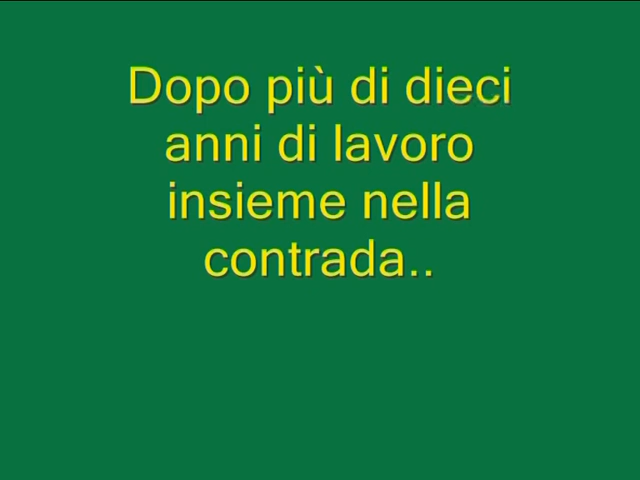 Dopo più di dieci
anni di lavoro
insieme nella
contrada..